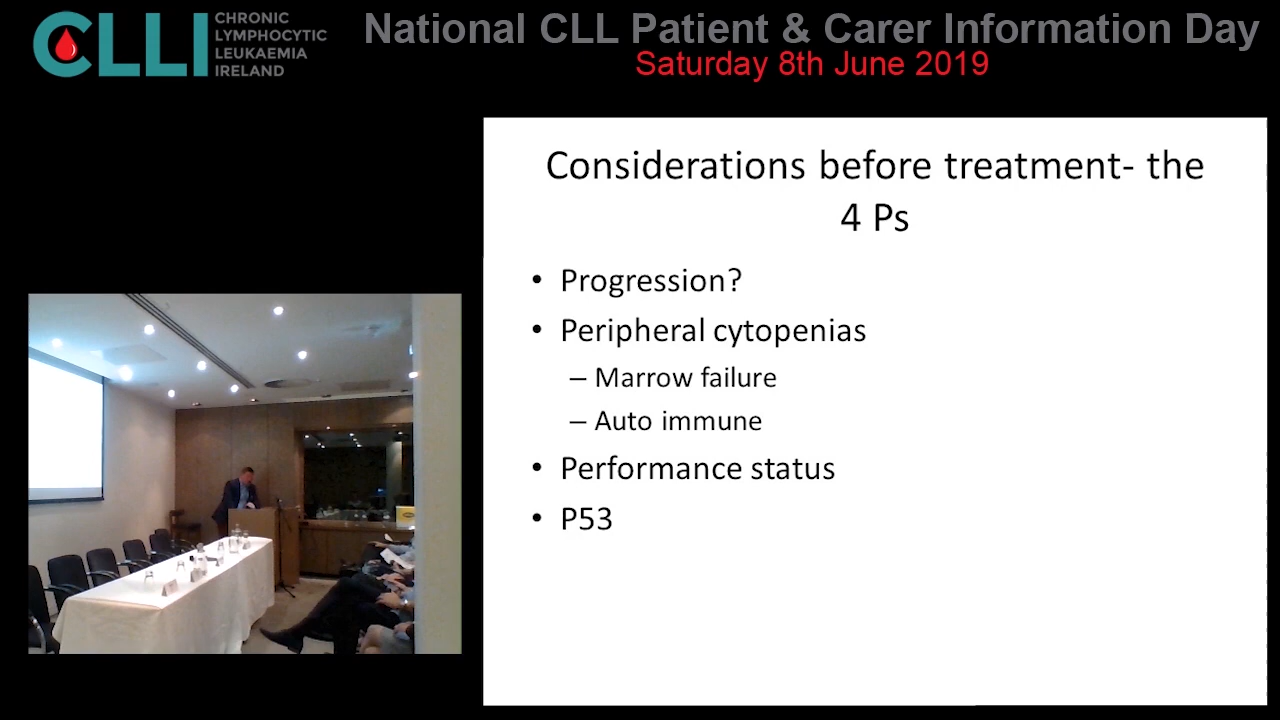 CLLI
CHRONIC
LYMPHOCYTIC
LEUKAEMIA
IRELAND
National CLL Patient & Carer Information Day
Saturday 8th June 2019
Considerations before treatment- the
4 Ps
• Progression?
• Peripheral cytopenias
– Marrow failure
– Auto immune
• Performance status
• P53